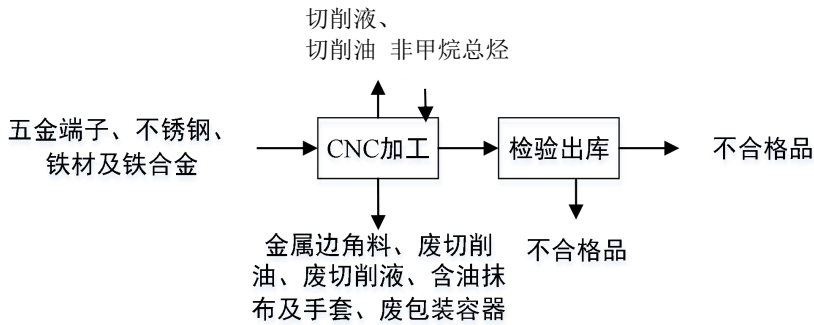 切削液、
切削油 非甲烷总烃
五金端子、不锈钢、
铁材及铁合金
CNC加工
检验出库
不合格品
金属边角料、废切削
油、废切削液、含油抹
布及手套、废包装容器
不合格品